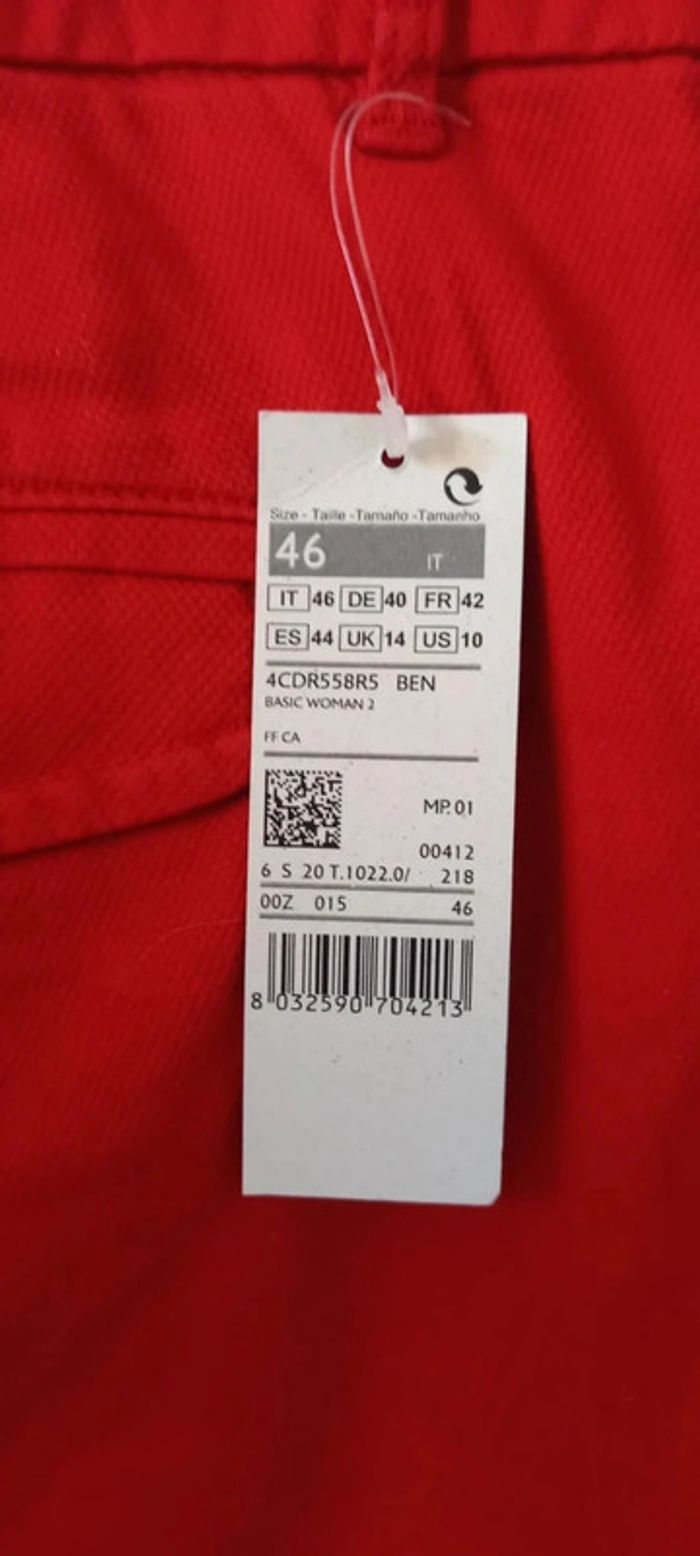 Size - Taille -Tamaño -Tamanho
46 IT
IT 46 DE 40 FR 42
ES 44 UK 14 US 10
4CDR558R5 BEN
BASIC WOMAN 2
FF CA
MP. 01
00412
6 S 20 T.1022.0/ 218
00Z 015 46
8 032590 704213